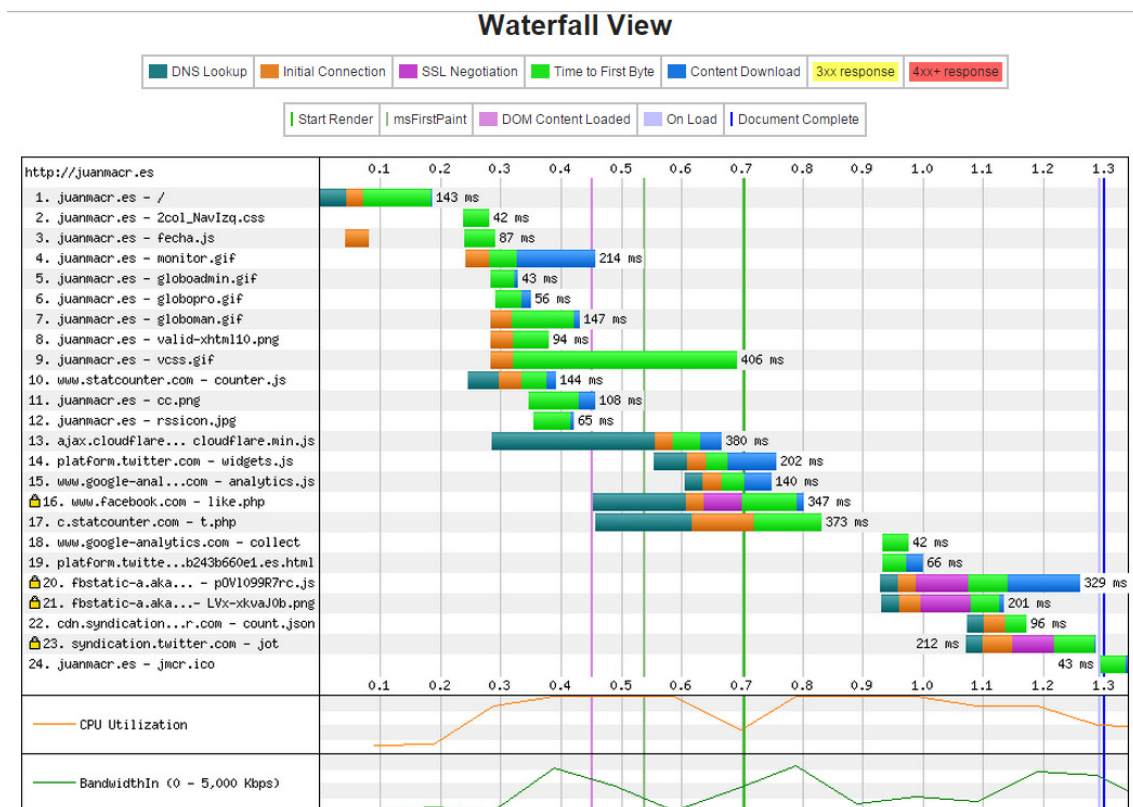 Waterfall View
DNS Lookup Initial Connection SSL Negotiation Time to First Byte Content Download 3xx response 4xx+ response
Start Render msFirstPaint DOM Content Loaded On Load Document Complete
http://juanmacr.es 0.1 0.2 0.3 0.4 0.5 0.6 0.7 0.8 0.9 1.0 1.1 1.2 1.3
1. juanmacr.es - / 143 ms
2. juanmacr.es - 2col_NavIzq.css 42 ms
3. juanmacr.es - fecha.js 87 ms
4. juanmacr.es - monitor.gif 214 ms
5. juanmacr.es - globoadmin.gif 43 ms
6. juanmacr.es - globopro.gif 56 ms
7. juanmacr.es - globoman.gif 147 ms
8. juanmacr.es - valid-xhtml10.png 94 ms
9. juanmacr.es - vcss.gif 406 ms
10. www.statcounter.com - counter.js 144 ms
11. juanmacr.es - cc.png 108 ms
12. juanmacr.es - rssicon.jpg 65 ms
13. ajax.cloudflare... cloudflare.min.js 380 ms
14. platform.twitter.com - widgets.js 202 ms
15. www.google-anal...com - analytics.js 140 ms
16. www.facebook.com - like.php 347 ms
17. c.statcounter.com - t.php 373 ms
18. www.google-analytics.com - collect 42 ms
19. platform.twitte...b243b660e1.es.html 66 ms
20. fbstatic-a.aka... - pOVlO99R7rc.js 329 ms
21. fbstatic-a.aka...- LVx-xkvaJ0b.png 201 ms
22. cdn.syndication...r.com - count.json 96 ms
23. syndication.twitter.com - jot 212 ms
24. juanmacr.es - jmcr.ico 43 ms
0.1 0.2 0.3 0.4 0.5 0.6 0.7 0.8 0.9 1.0 1.1 1.2 1.3
CPU Utilization
BandwidthIn (0 - 5,000 Kbps)